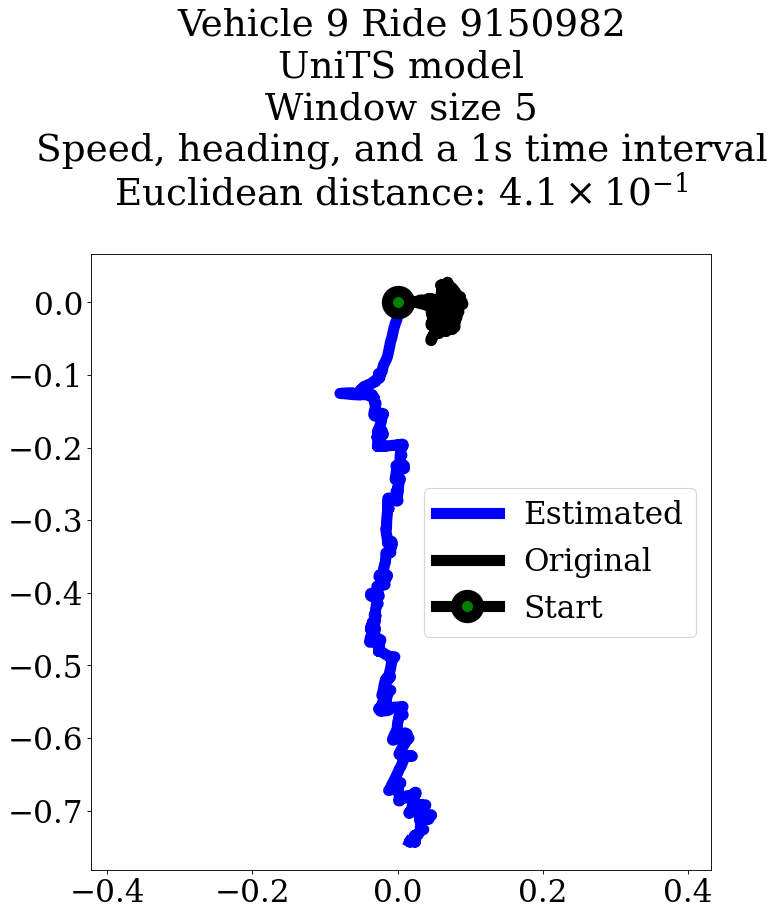 Vehicle 9 Ride 9150982
UniTS model
Window size 5
Speed, heading, and a 1s time interval
Euclidean distance: 4.1 × 10⁻¹
0.0
−0.1
−0.2
−0.3
−0.4
−0.5
−0.6
−0.7
Estimated
Original
Start
−0.4 −0.2 0.0 0.2 0.4